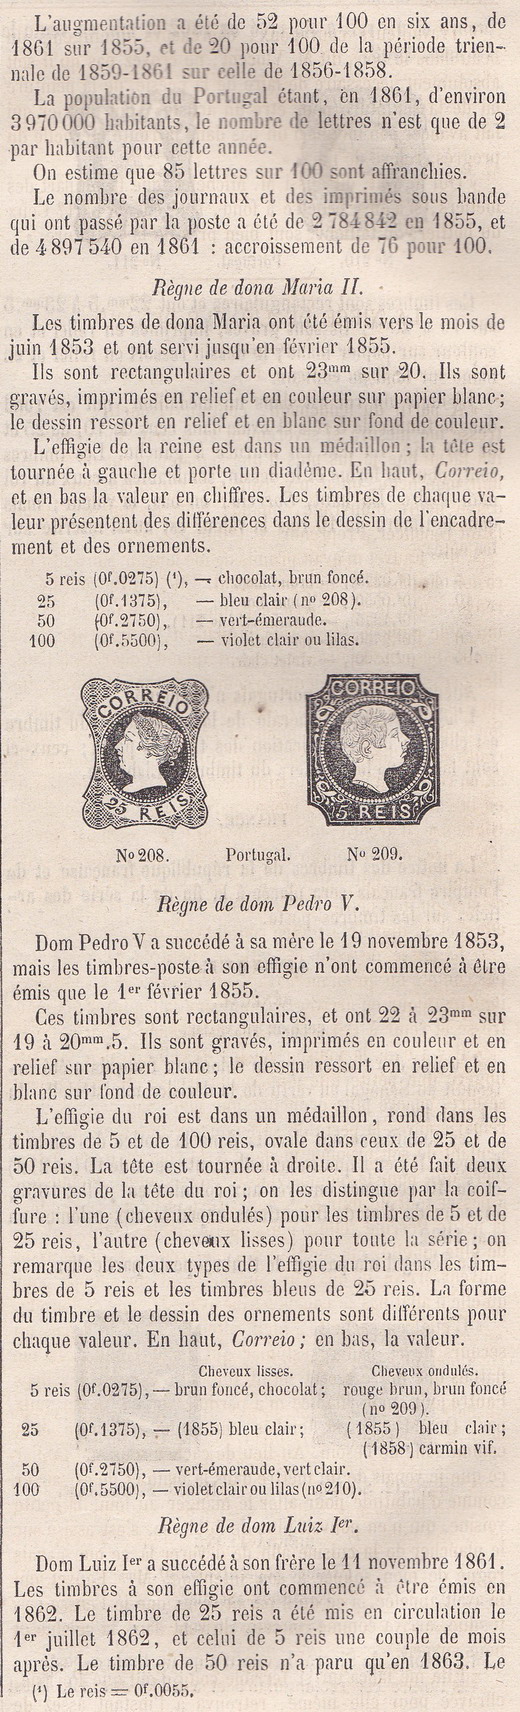 L'augmentation a été de 52 pour 100 en six ans, de
1861 sur 1855, et de 20 pour 100 de la période trien-
nale de 1859-1861 sur celle de 1856-1858.
La population du Portugal étant, en 1861, d'environ
3 970 000 habitants, le nombre de lettres n'est que de 2
par habitant pour cette année.
On estime que 85 lettres sur 100 sont affranchies.
Le nombre des journaux et des imprimés sous bande
qui ont passé par la poste a été de 2 784 842 en 1855, et
de 4 897 540 en 1861 : accroissement de 76 pour 100.
Règne de dona Maria II.
Les timbres de dona Maria ont été émis vers le mois de
juin 1853 et ont servi jusqu'en février 1855.
Ils sont rectangulaires et ont 23mm sur 20. Ils sont
gravés, imprimés en relief et en couleur sur papier blanc;
le dessin ressort en relief et en blanc sur fond de couleur.
L'effigie de la reine est dans un médaillon ; la tête est
tournée à gauche et porte un diadème. En haut, Correio,
et en bas la valeur en chiffres. Les timbres de chaque va-
leur présentent des différences dans le dessin de l'encadre-
ment et des ornements.
5 reis (0f.0275) (¹), — chocolat, brun foncé.
25 (0f.1375), — bleu clair (no 208).
50 (0f.2750), — vert-émeraude.
100 (0f.5500), — violet clair ou lilas.
CORREIO
25 REIS
CORREIO
5 REIS
No 208. Portugal. No 209.
Règne de dom Pedro V.
Dom Pedro V a succédé à sa mère le 19 novembre 1853,
mais les timbres-poste à son effigie n'ont commencé à être
émis que le 1er février 1855.
Ces timbres sont rectangulaires, et ont 22 à 23mm sur
19 à 20mm.5. Ils sont gravés, imprimés en couleur et en
relief sur papier blanc ; le dessin ressort en relief et en
blanc sur fond de couleur.
L'effigie du roi est dans un médaillon, rond dans les
timbres de 5 et de 100 reis, ovale dans ceux de 25 et de
50 reis. La tête est tournée à droite. Il a été fait deux
gravures de la tête du roi ; on les distingue par la coif-
fure : l'une (cheveux ondulés) pour les timbres de 5 et de
25 reis, l'autre (cheveux lisses) pour toute la série ; on
remarque les deux types de l'effigie du roi dans les tim-
bres de 5 reis et les timbres bleus de 25 reis. La forme
du timbre et le dessin des ornements sont différents pour
chaque valeur. En haut, Correio ; en bas, la valeur.
Cheveux lisses. Cheveux ondulés.
5 reis (0f.0275), — brun foncé, chocolat ; rouge brun, brun foncé
(no 209).
25 (0f.1375), — (1855) bleu clair ; (1855) bleu clair ;
(1858) carmin vif.
50 (0f.2750), — vert-émeraude, vert clair.
100 (0f.5500), — violet clair ou lilas (no 210).
Règne de dom Luiz Ier.
Dom Luiz Ier a succédé à son frère le 11 novembre 1861.
Les timbres à son effigie ont commencé à être émis en
1862. Le timbre de 25 reis a été mis en circulation le
1er juillet 1862, et celui de 5 reis une couple de mois
après. Le timbre de 50 reis n'a paru qu'en 1863. Le
(¹) Le reis = 0f.0055.